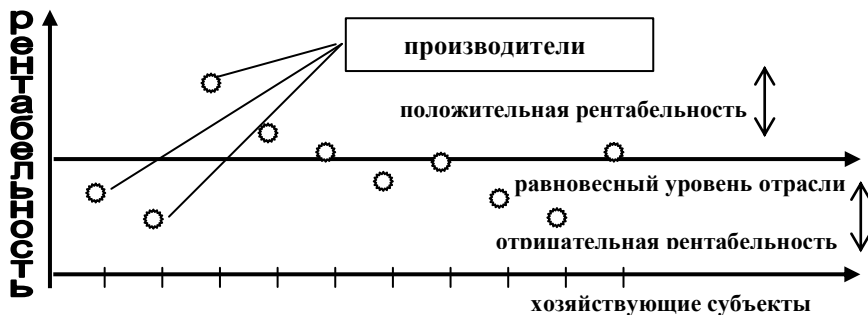 рентабельность
производители
положительная рентабельность
равновесный уровень отрасли
отрицательная рентабельность
хозяйствующие субъекты